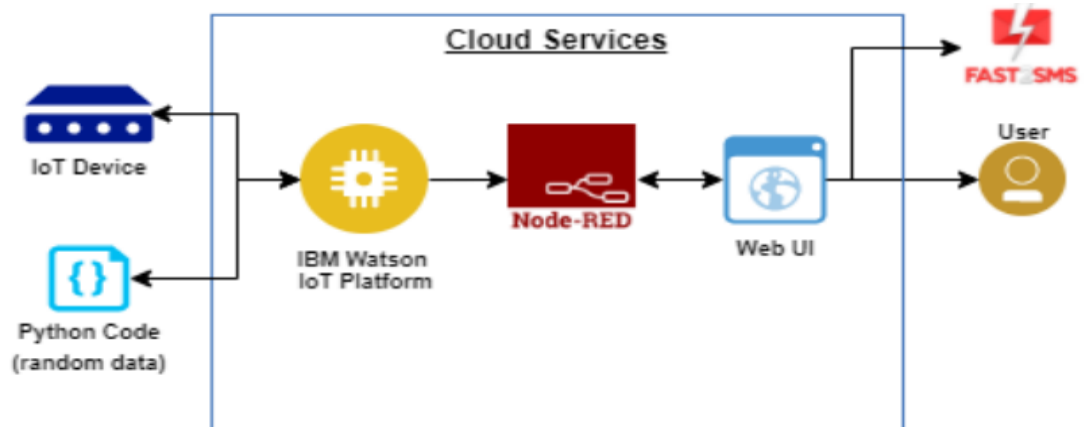 Cloud Services
FAST2SMS
IoT Device
User
Node-RED
Web UI
IBM Watson
IoT Platform
{}
Python Code
(random data)